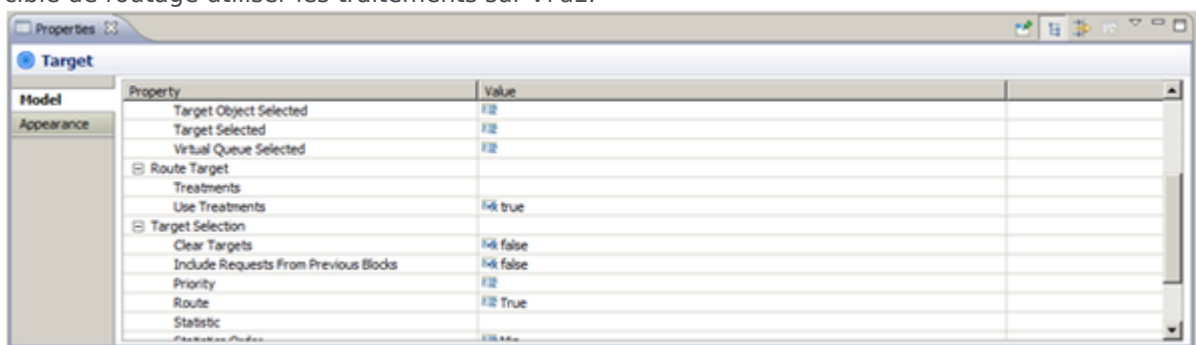 cible de routage utiliser les traitements sur Vrai.
Properties
Target
Model
Appearance
Property Value
Target Object Selected
Target Selected
Virtual Queue Selected
Route Target
Treatments
Use Treatments true
Target Selection
Clear Targets false
Include Requests From Previous Blocks false
Priority
Route True
Statistic